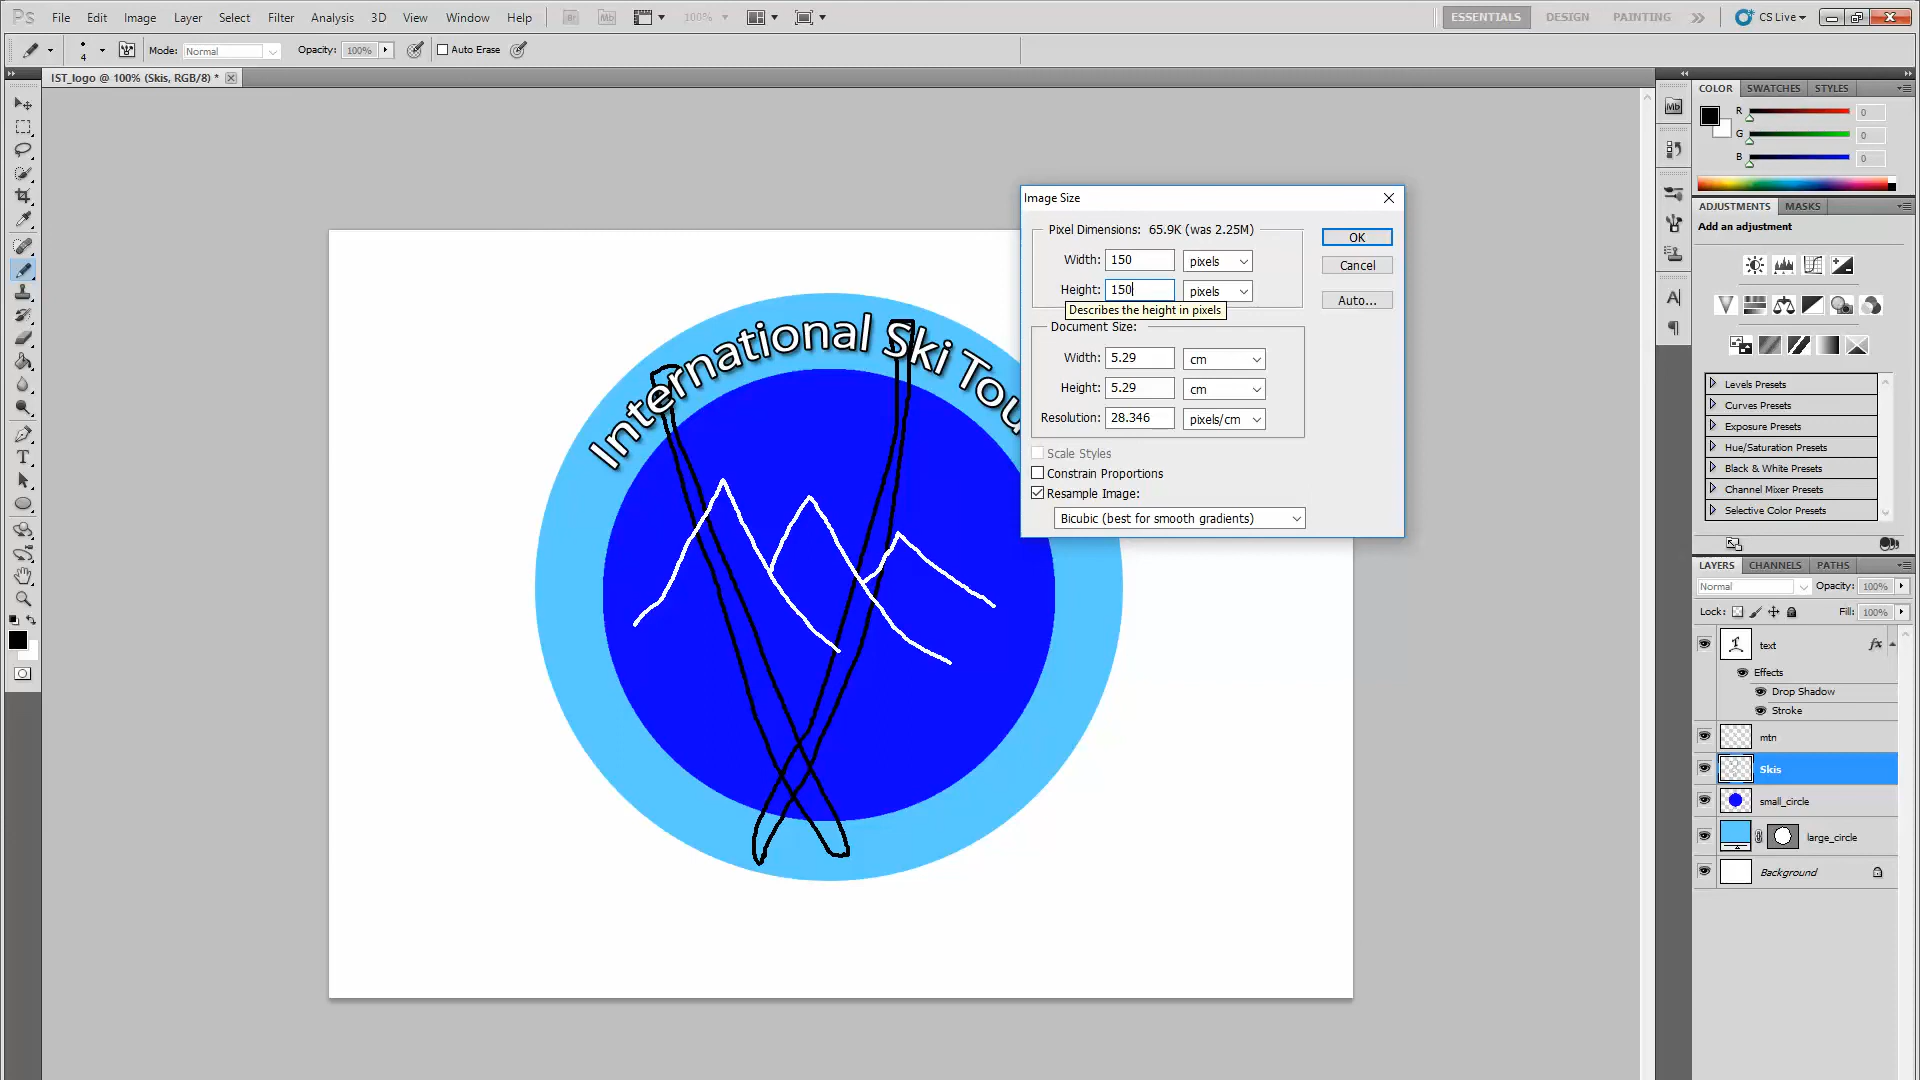 Ps File Edit Image Layer Select Filter Analysis 3D View Window Help Br Mb 100% ESSENTIALS DESIGN PAINTING CS Live
4 Mode: Normal Opacity: 100% Auto Erase
IST_logo @ 100% (Skis, RGB/8) *
International Ski Tou
Image Size
Pixel Dimensions: 65.9K (was 2.25M)
Width: 150 pixels
Height: 150 pixels
Describes the height in pixels
OK
Cancel
Auto...
Document Size:
Width: 5.29 cm
Height: 5.29 cm
Resolution: 28.346 pixels/cm
Scale Styles
Constrain Proportions
Resample Image:
Bicubic (best for smooth gradients)
Mb
COLOR SWATCHES STYLES
R 0
G 0
B 0
ADJUSTMENTS MASKS
Add an adjustment
Levels Presets
Curves Presets
Exposure Presets
Hue/Saturation Presets
Black & White Presets
Channel Mixer Presets
Selective Color Presets
LAYERS CHANNELS PATHS
Normal Opacity: 100%
Lock: Fill: 100%
text fx
Effects
Drop Shadow
Stroke
mtn
Skis
small_circle
large_circle
Background